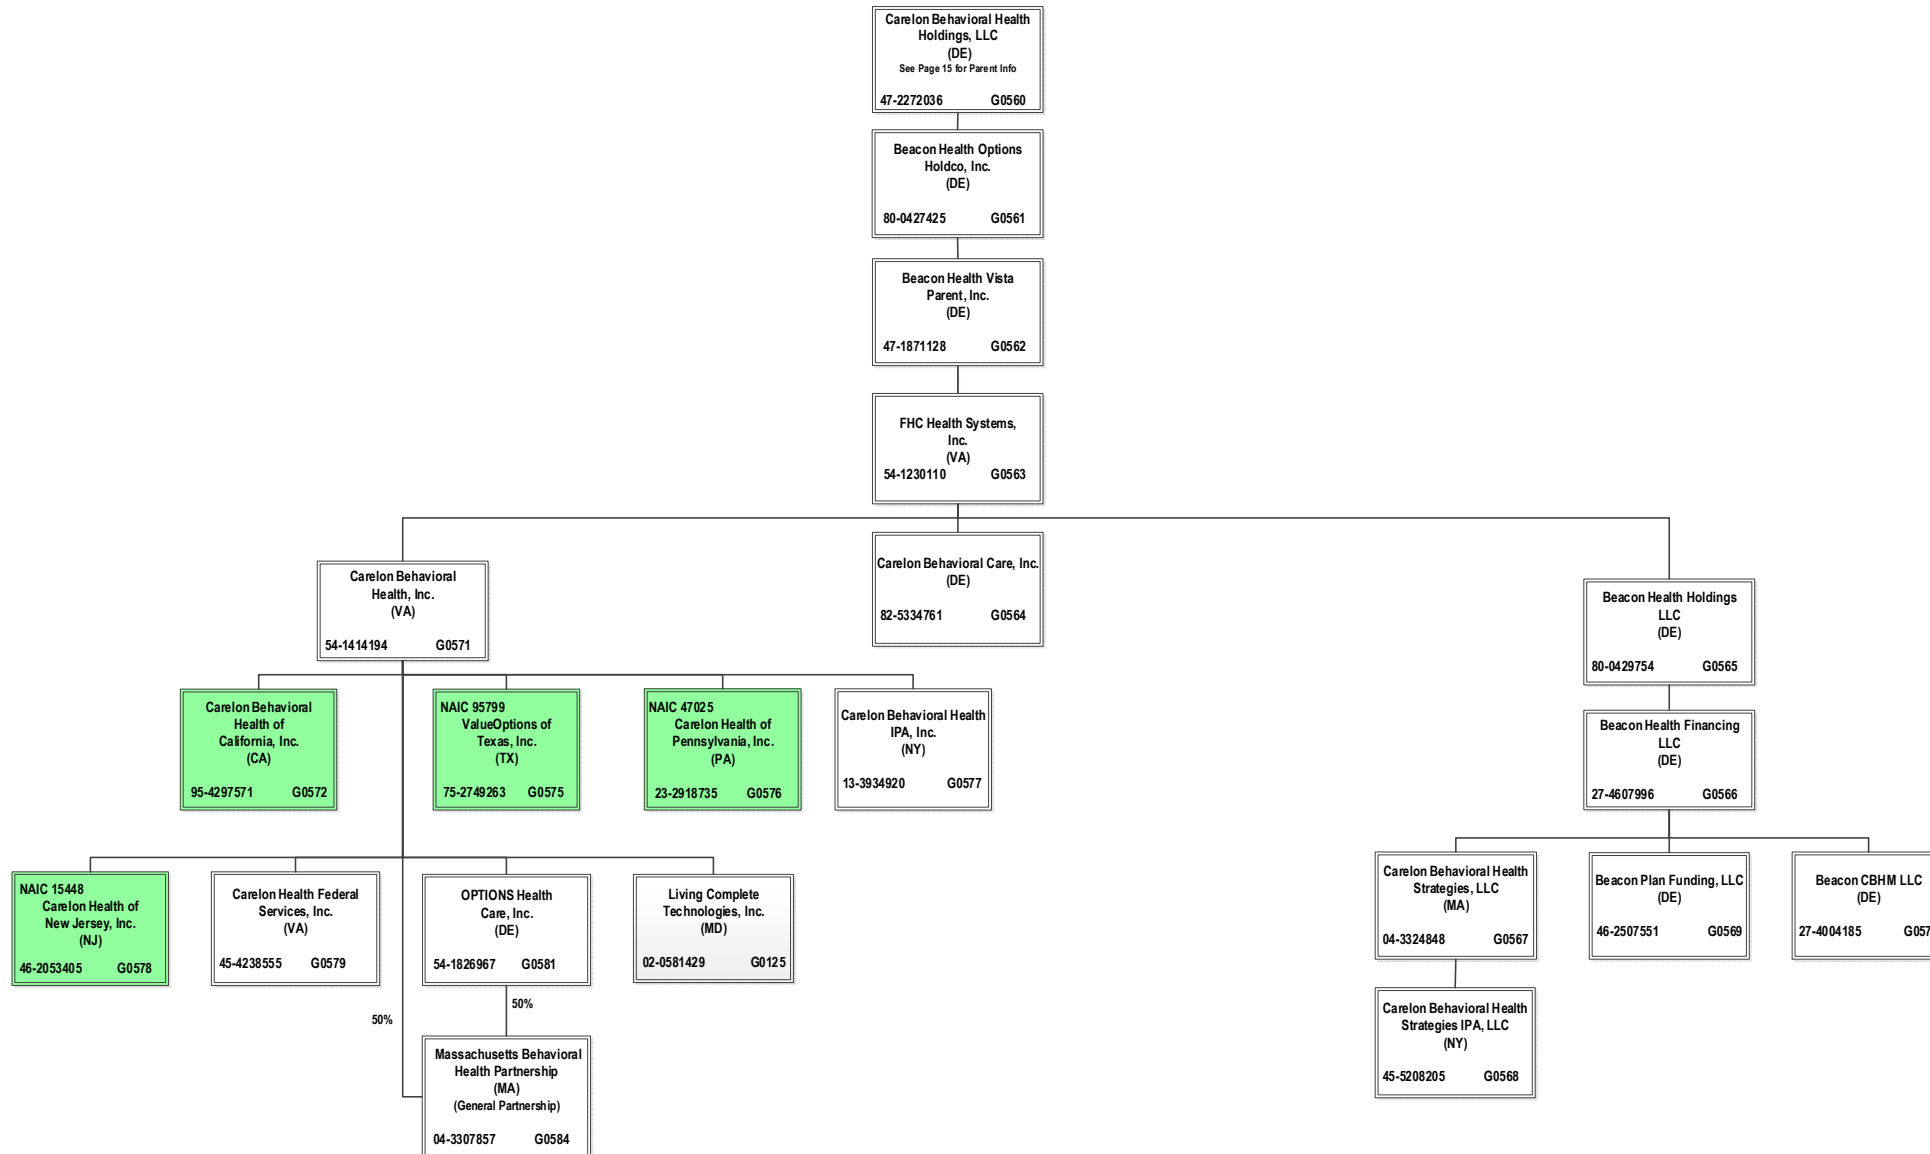 Carelon Behavioral Health
Holdings, LLC
(DE)
See Page 15 for Parent Info
47-2272036 G0560
Beacon Health Options
Holdco, Inc.
(DE)
80-0427425 G0561
Beacon Health Vista
Parent, Inc.
(DE)
47-1871128 G0562
FHC Health Systems,
Inc.
(VA)
54-1230110 G0563
Carelon Behavioral
Health, Inc.
(VA)
54-1414194 G0571
Carelon Behavioral Care, Inc.
(DE)
82-5334761 G0564
Beacon Health Holdings
LLC
(DE)
80-0429754 G0565
Carelon Behavioral
Health of
California, Inc.
(CA)
95-4297571 G0572
NAIC 95799
ValueOptions of
Texas, Inc.
(TX)
75-2749263 G0575
NAIC 47025
Carelon Health of
Pennsylvania, Inc.
(PA)
23-2918735 G0576
Carelon Behavioral Health
IPA, Inc.
(NY)
13-3934920 G0577
Beacon Health Financing
LLC
(DE)
27-4607996 G0566
NAIC 15448
Carelon Health of
New Jersey, Inc.
(NJ)
46-2053405 G0578
Carelon Health Federal
Services, Inc.
(VA)
45-4238555 G0579
OPTIONS Health
Care, Inc.
(DE)
54-1826967 G0581
Living Complete
Technologies, Inc.
(MD)
02-0581429 G0125
Carelon Behavioral Health
Strategies, LLC
(MA)
04-3324848 G0567
Beacon Plan Funding, LLC
(DE)
46-2507551 G0569
Beacon CBHM LLC
(DE)
27-4004185 G057
50%
50%
Massachusetts Behavioral
Health Partnership
(MA)
(General Partnership)
04-3307857 G0584
Carelon Behavioral Health
Strategies IPA, LLC
(NY)
45-5208205 G0568